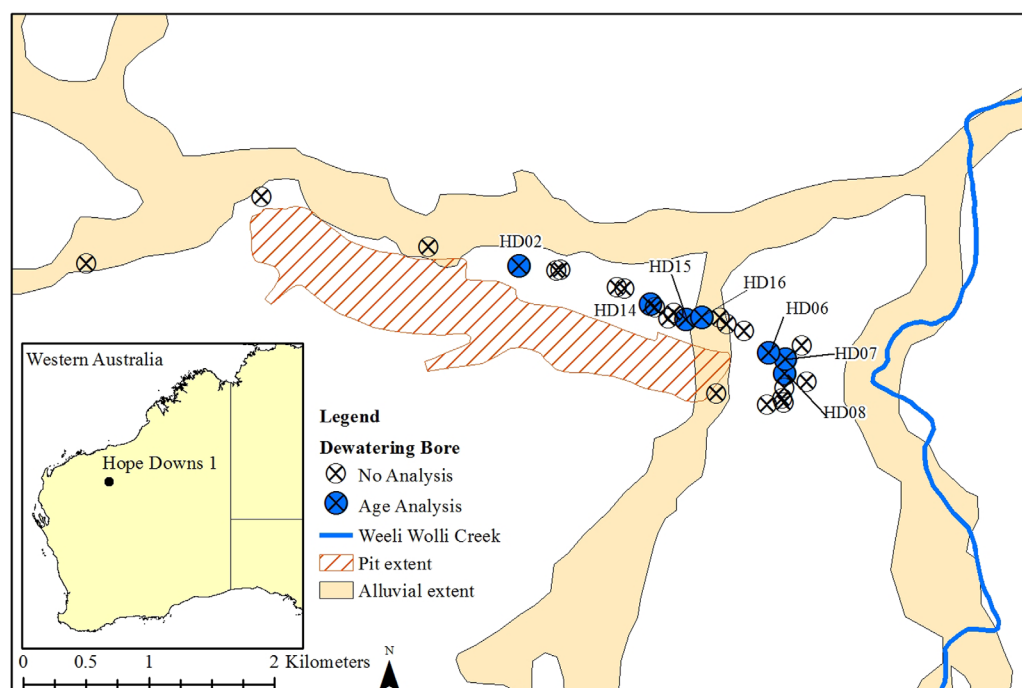 HD02
HD15
HD16
HD14
HD06
HD07
HD08
Western Australia
Hope Downs 1
Legend
Dewatering Bore
No Analysis
Age Analysis
Weeli Wolli Creek
Pit extent
Alluvial extent
N
0 0.5 1 2 Kilometers